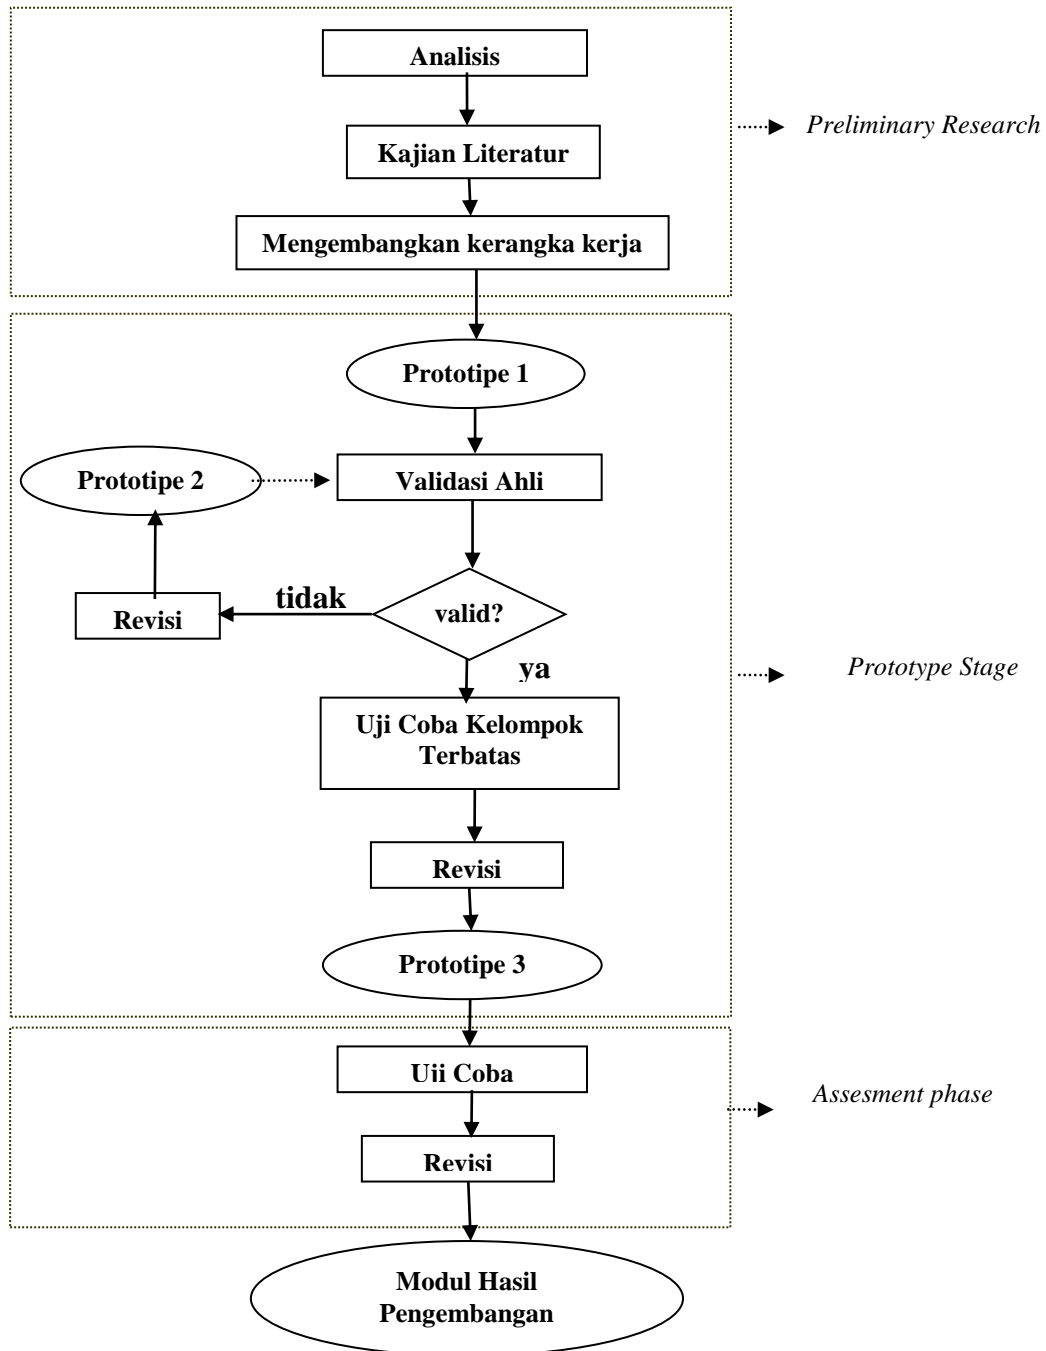 Analisis
Preliminary Research
Kajian Literatur
Mengembangkan kerangka kerja
Prototipe 1
Prototipe 2
Validasi Ahli
tidak
valid?
Revisi
ya
Prototype Stage
Uji Coba Kelompok
Terbatas
Revisi
Prototipe 3
Uji Coba
Assesment phase
Revisi
Modul Hasil
Pengembangan